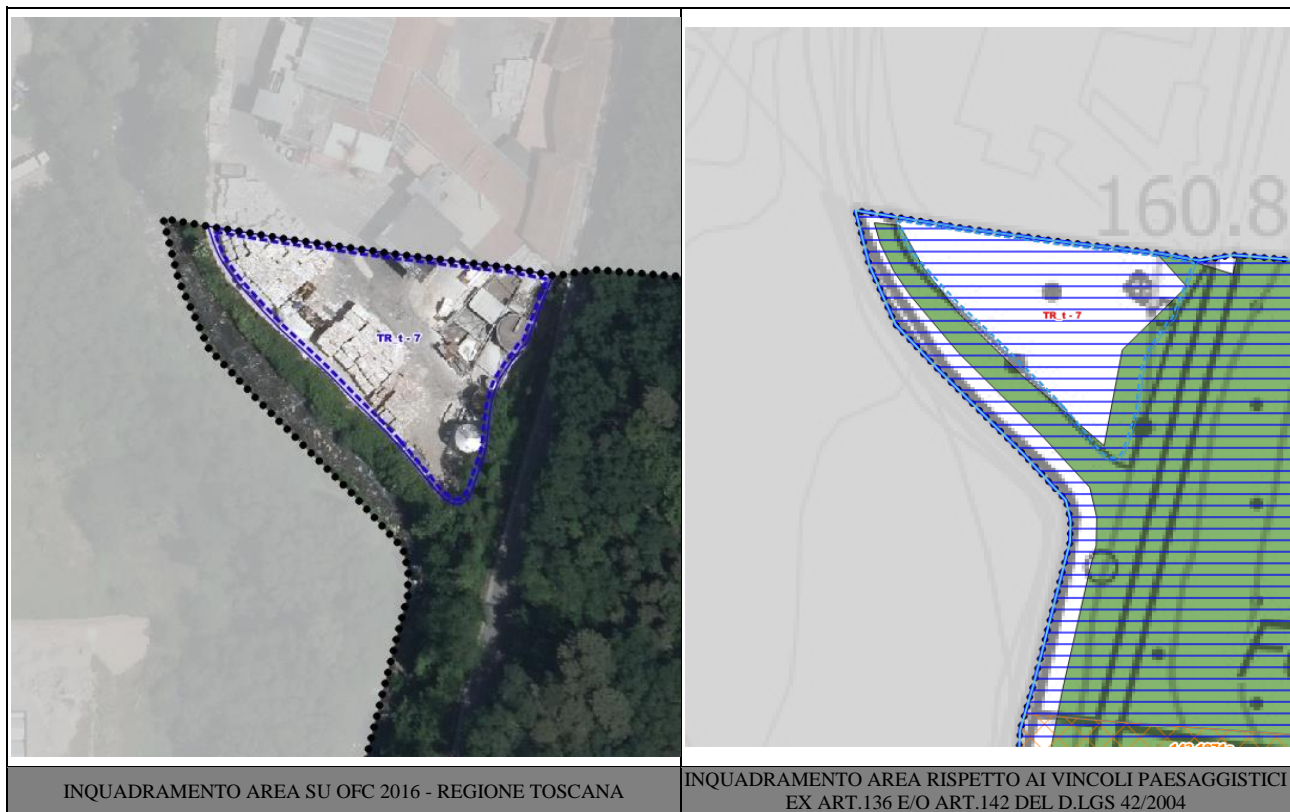 TR_t - 7
160.8
TR_t - 7
INQUADRAMENTO AREA SU OFC 2016 - REGIONE TOSCANA
INQUADRAMENTO AREA RISPETTO AI VINCOLI PAESAGGISTICI
EX ART.136 E/O ART.142 DEL D.LGS 42/2004